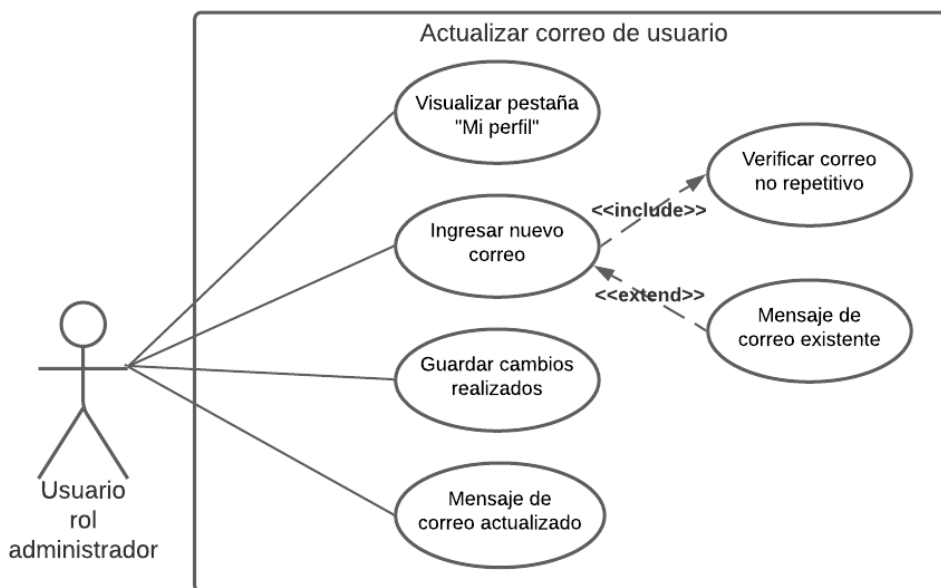 Actualizar correo de usuario
Visualizar pestaña
"Mi perfil"
Verificar correo
no repetitivo
<<include>>
Ingresar nuevo
correo
<<extend>>
Mensaje de
correo existente
Guardar cambios
realizados
Mensaje de
correo actualizado
Usuario
rol
administrador